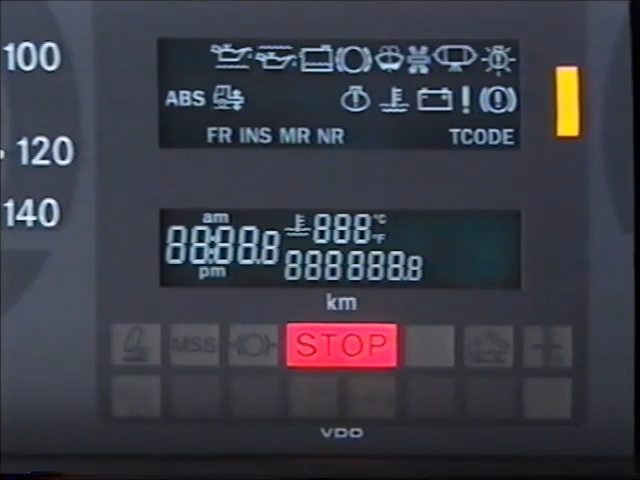 100
120
140
ABS
FR INS MR NR TCODE
am
88:88.8
pm
888 °C
°F
888888.8
km
MSS STOP
VDO